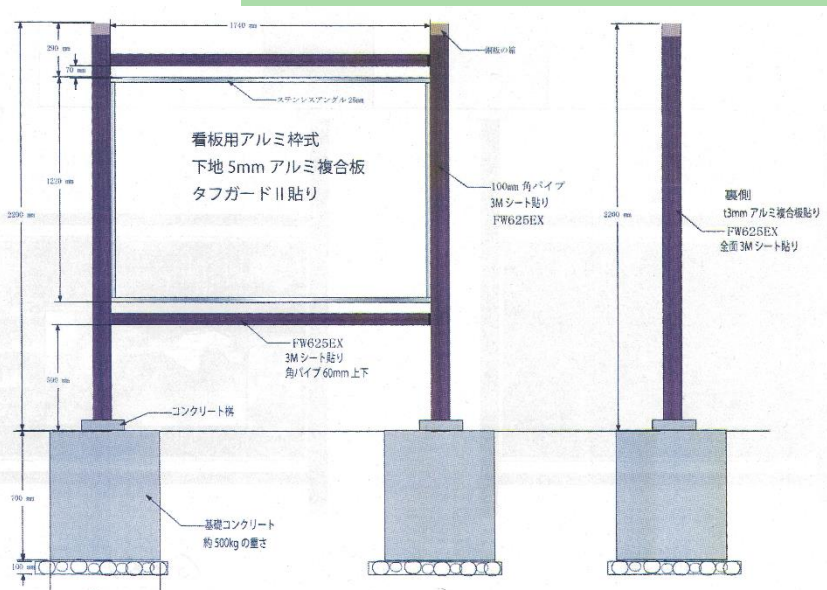 1740 mm
290 mm
70 mm
銅板の箱
ステンレスアングル 25mm
看板用アルミ枠式
下地 5mm アルミ複合板
タフガードⅡ貼り
1220 mm
2200 mm
100mm 角パイプ
3M シート貼り
FW625EX
2200 mm
裏側
t3mm アルミ複合板貼り
FW625EX
全面 3M シート貼り
FW625EX
3M シート貼り
角パイプ 60mm 上下
コンクリート桝
700 mm
基礎コンクリート
約 500kg の重さ
100 mm